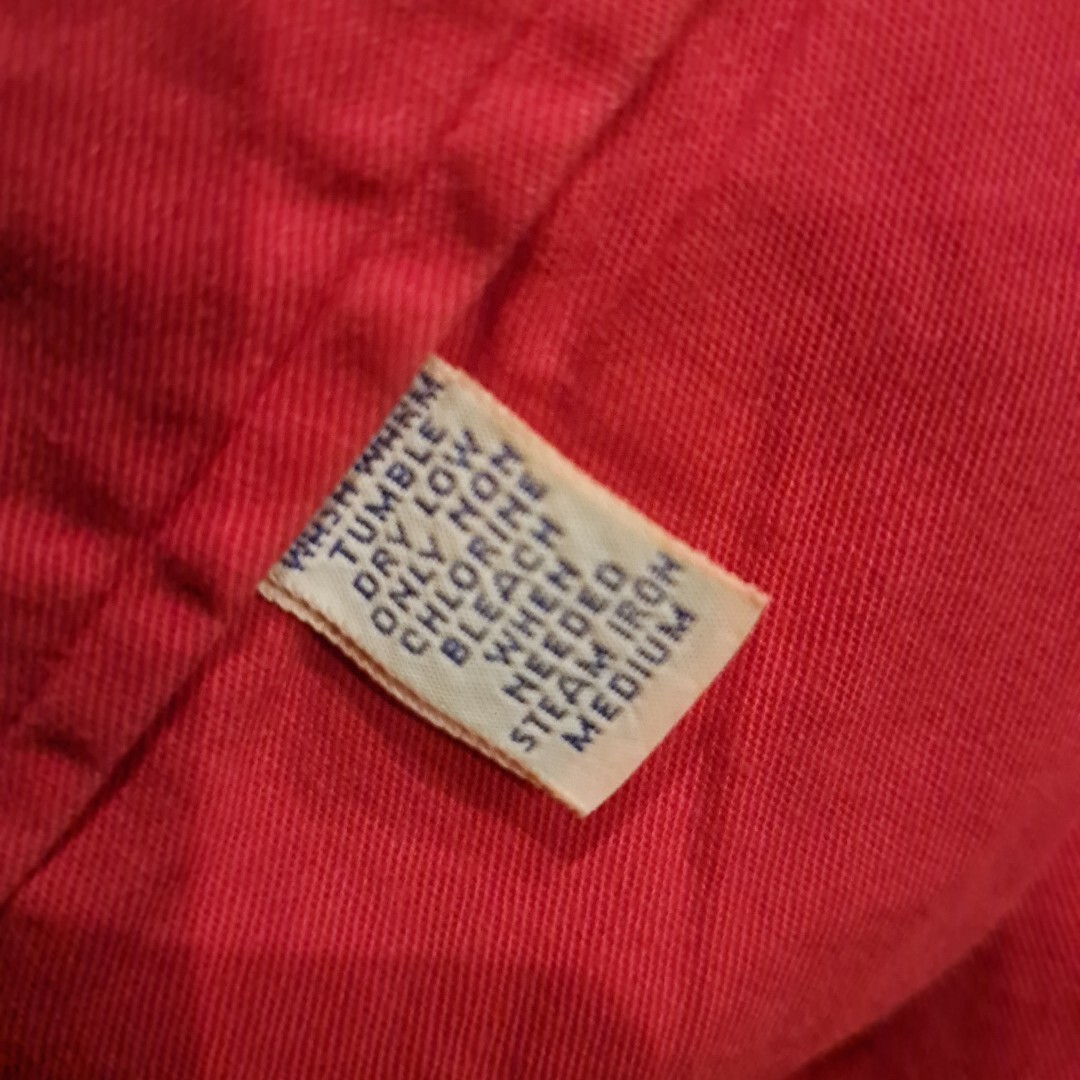 WASH WARM
TUMBLE
DRY LOW
ONLY NON
CHLORINE
BLEACH
WHEN
NEEDED
STEAM IRON
MEDIUM